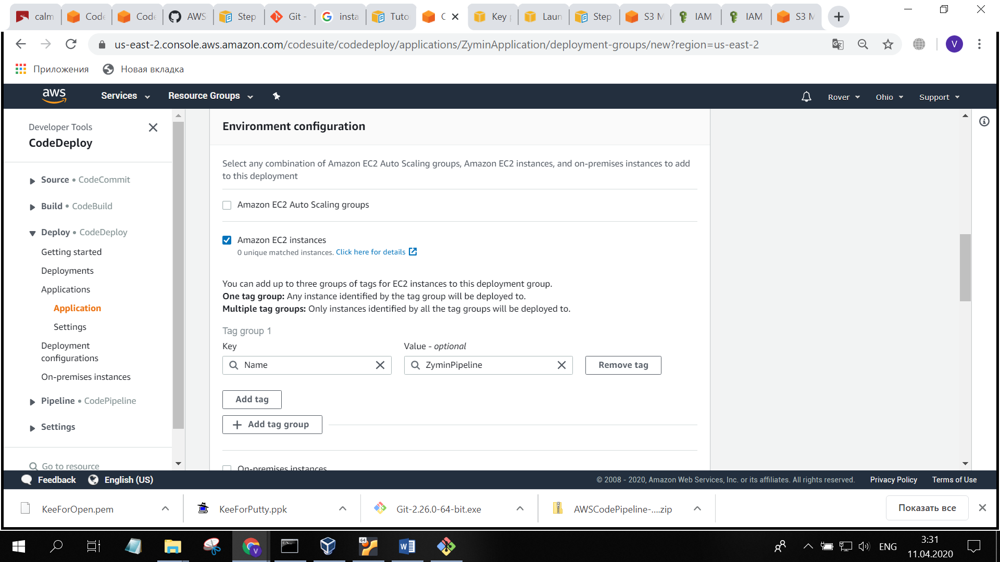 calm
Code
Code
AWS
Step
Git -
insta
Tuto
C
Key p
Laun
Step
S3 M
IAM
IAM
S3 M
us-east-2.console.aws.amazon.com/codesuite/codedeploy/applications/ZyminApplication/deployment-groups/new?region=us-east-2
V
Приложения
Новая вкладка
aws
Services
Resource Groups
Rover
Ohio
Support
Developer Tools
CodeDeploy
Source • CodeCommit
Build • CodeBuild
Deploy • CodeDeploy
Getting started
Deployments
Applications
Application
Settings
Deployment
configurations
On-premises instances
Pipeline • CodePipeline
Settings
Go to resource
Environment configuration
Select any combination of Amazon EC2 Auto Scaling groups, Amazon EC2 instances, and on-premises instances to add
to this deployment
Amazon EC2 Auto Scaling groups
Amazon EC2 instances
0 unique matched instances. Click here for details
You can add up to three groups of tags for EC2 instances to this deployment group.
One tag group: Any instance identified by the tag group will be deployed to.
Multiple tag groups: Only instances identified by all the tag groups will be deployed to.
Tag group 1
Key
Value - optional
Name
ZyminPipeline
Remove tag
Add tag
Add tag group
On-premises instances
Feedback
English (US)
© 2008 - 2020, Amazon Web Services, Inc. or its affiliates. All rights reserved.
Privacy Policy
Terms of Use
KeeForOpen.pem
KeeForPutty.ppk
Git-2.26.0-64-bit.exe
AWSCodePipeline-....zip
Показать все
V
64
W
ENG
3:31
11.04.2020